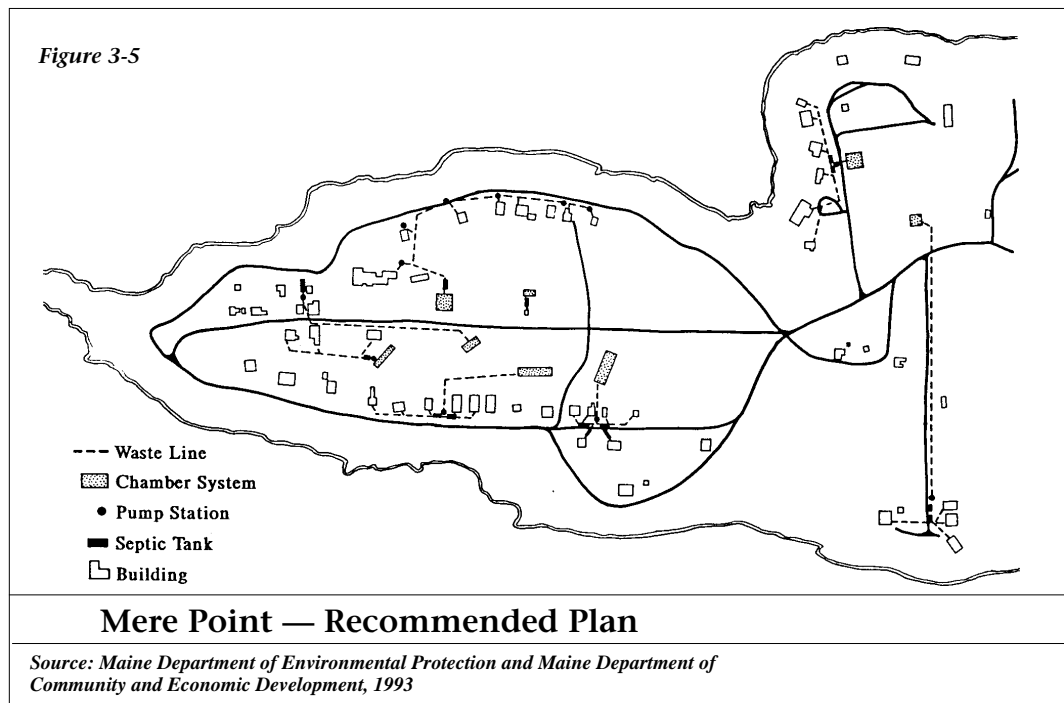 Figure 3-5
Waste Line
Chamber System
Pump Station
Septic Tank
Building
Mere Point — Recommended Plan
Source: Maine Department of Environmental Protection and Maine Department of
Community and Economic Development, 1993